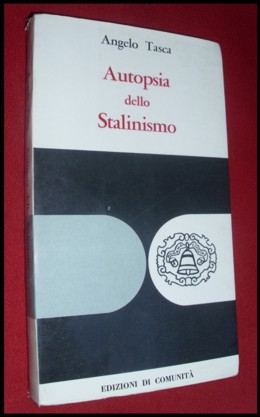 Angelo Tasca
Autopsia
dello
Stalinismo
EDIZIONI DI COMUNITÀ